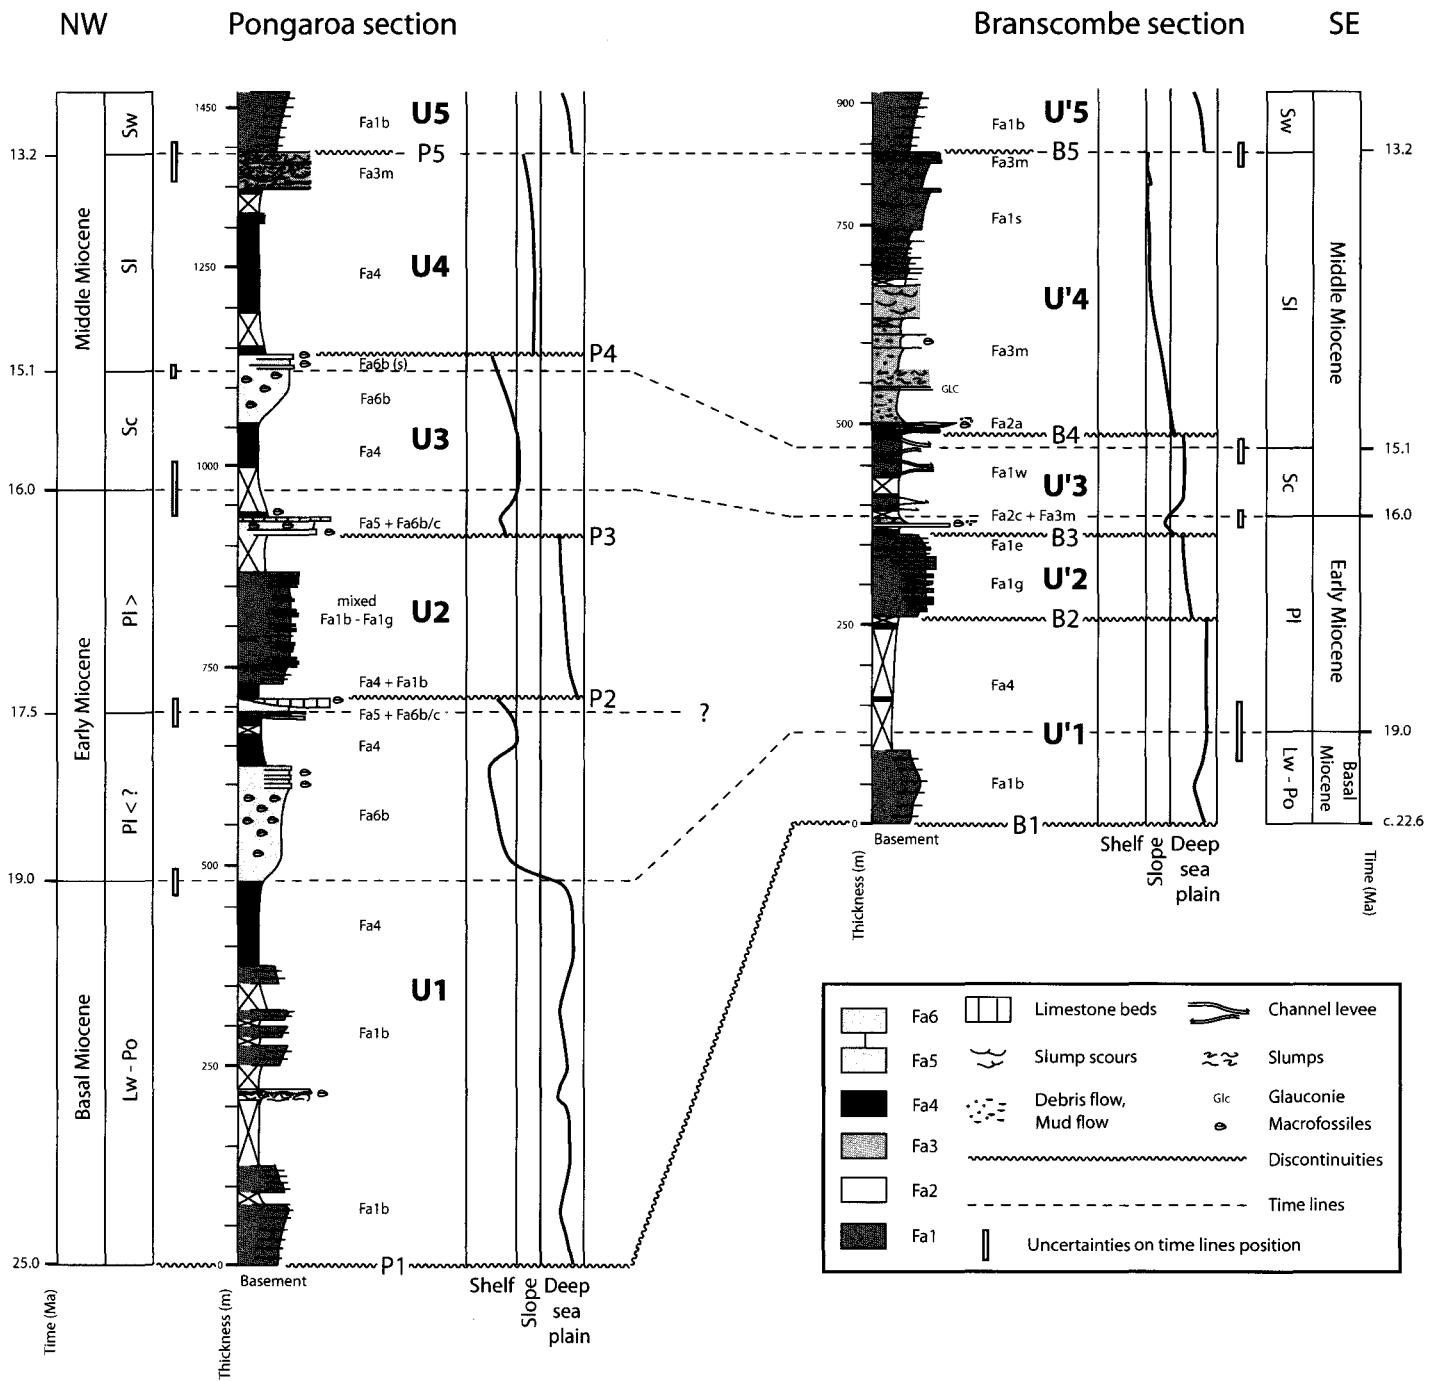 NW
Pongaroa section
Branscombe section
SE
1450
U5
Fa1b
Sw
13.2
P5
Fa3m
Middle Miocene
Sl
1250
Fa4
U4
P4
Fa6b (s)
15.1
Fa6b
Sc
U3
Fa4
1000
16.0
Fa5 + Fa6b/c
P3
Pl >
mixed
Fa1b - Fa1g
U2
Early Miocene
750
Fa4 + Fa1b
P2
17.5
Fa5 + Fa6b/c
?
Fa4
Pl < ?
Fa6b
500
19.0
Fa4
U1
Basal Miocene
Lw - Po
Fa1b
250
Fa1b
25.0
0
P1
Basement
Time (Ma)
Thickness (m)
Shelf
Slope
Deep
sea
plain
900
U'5
Fa1b
Sw
B5
13.2
Fa3m
750
Fa1s
Middle Miocene
U'4
Sl
Fa3m
GLC
500
Fa2a
B4
15.1
Fa1w
U'3
Sc
Fa2c + Fa3m
16.0
B3
Fa1e
Fa1g
U'2
Early Miocene
Pl
250
B2
Fa4
U'1
19.0
Lw - Po
Basal
Miocene
Fa1b
0
B1
c.22.6
Basement
Thickness (m)
Shelf
Slope
Deep
sea
plain
Time (Ma)
Fa6
Limestone beds
Channel levee
Fa5
Slump scours
Slumps
Fa4
Debris flow,
Mud flow
Glc
Glauconie
Macrofossiles
Fa3
Discontinuities
Fa2
Time lines
Fa1
Uncertainties on time lines position